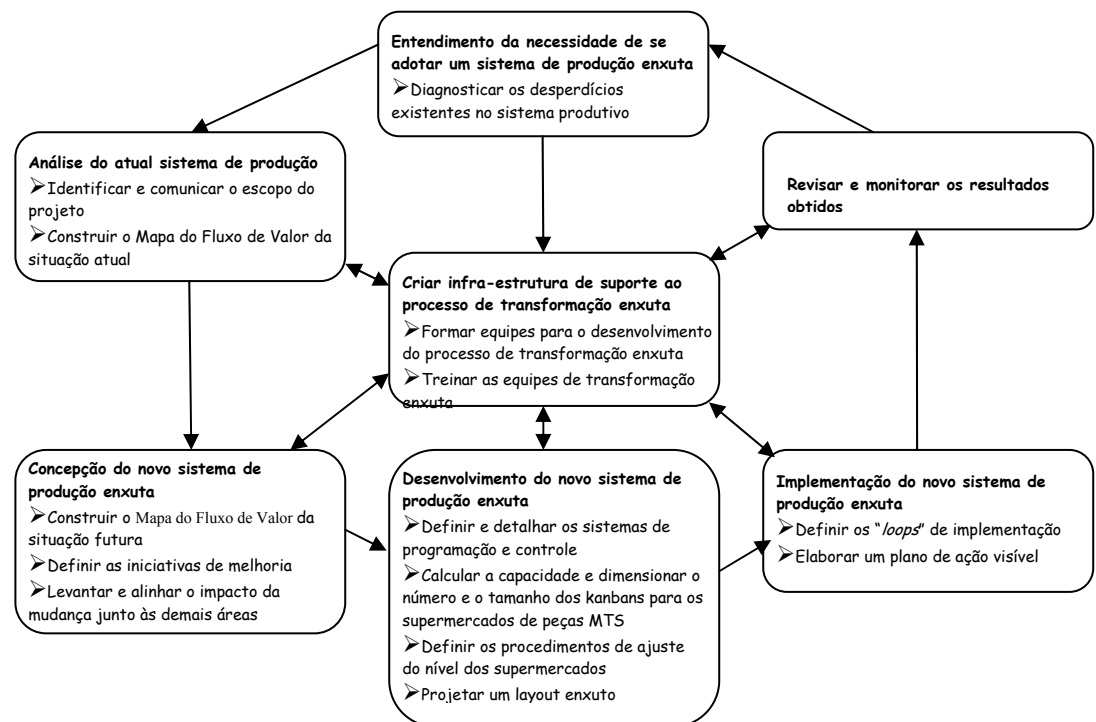 Entendimento da necessidade de se
adotar um sistema de produção enxuta
➢Diagnosticar os desperdícios
existentes no sistema produtivo
Análise do atual sistema de produção
➢Identificar e comunicar o escopo do
projeto
➢Construir o Mapa do Fluxo de Valor da
situação atual
Revisar e monitorar os resultados
obtidos
Criar infra-estrutura de suporte ao
processo de transformação enxuta
➢Formar equipes para o desenvolvimento
do processo de transformação enxuta
➢Treinar as equipes de transformação
enxuta
Concepção do novo sistema de
produção enxuta
➢Construir o Mapa do Fluxo de Valor da
situação futura
➢Definir as iniciativas de melhoria
➢Levantar e alinhar o impacto da
mudança junto às demais áreas
Desenvolvimento do novo sistema de
produção enxuta
➢Definir e detalhar os sistemas de
programação e controle
➢Calcular a capacidade e dimensionar o
número e o tamanho dos kanbans para os
supermercados de peças MTS
➢Definir os procedimentos de ajuste
do nível dos supermercados
➢Projetar um layout enxuto
Implementação do novo sistema de
produção enxuta
➢Definir os “loops” de implementação
➢Elaborar um plano de ação visível